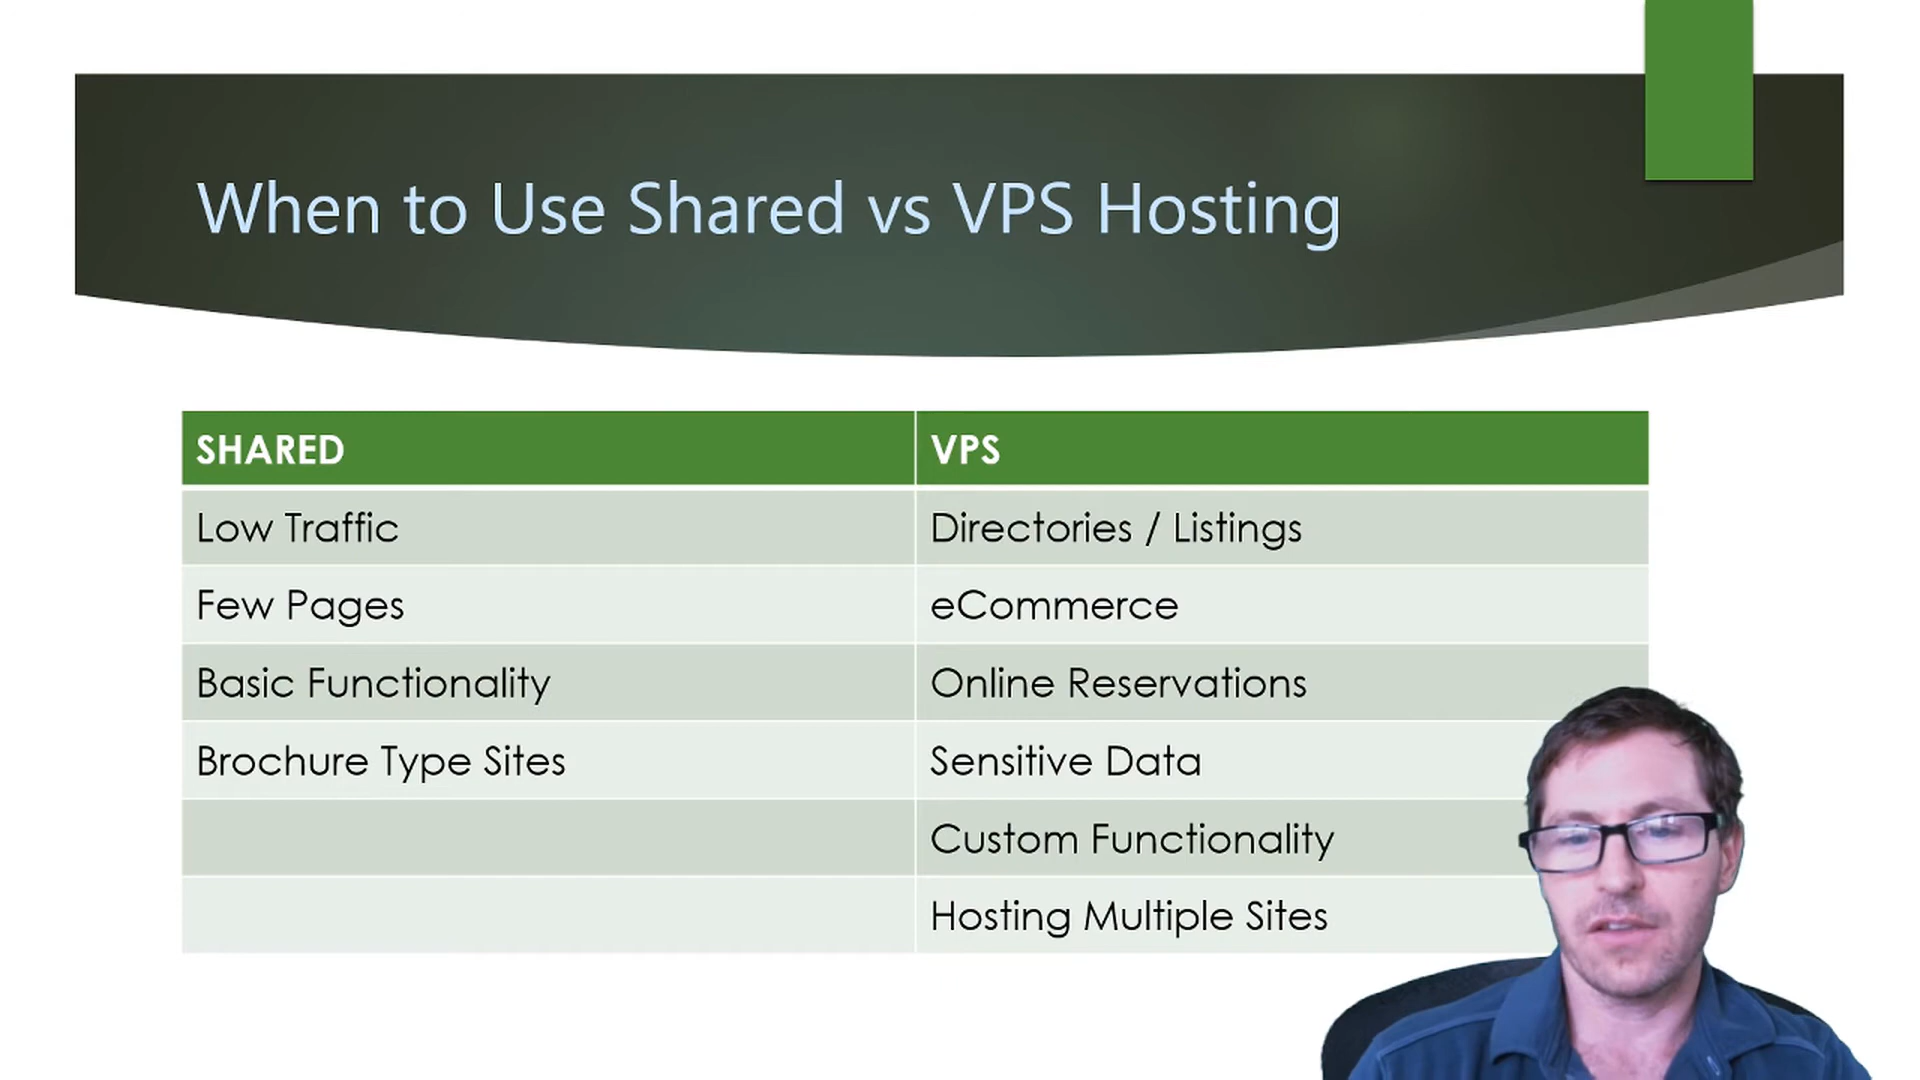 When to Use Shared vs VPS Hosting
SHARED
VPS
Low Traffic
Directories / Listings
Few Pages
eCommerce
Basic Functionality
Online Reservations
Brochure Type Sites
Sensitive Data
Custom Functionality
Hosting Multiple Sites